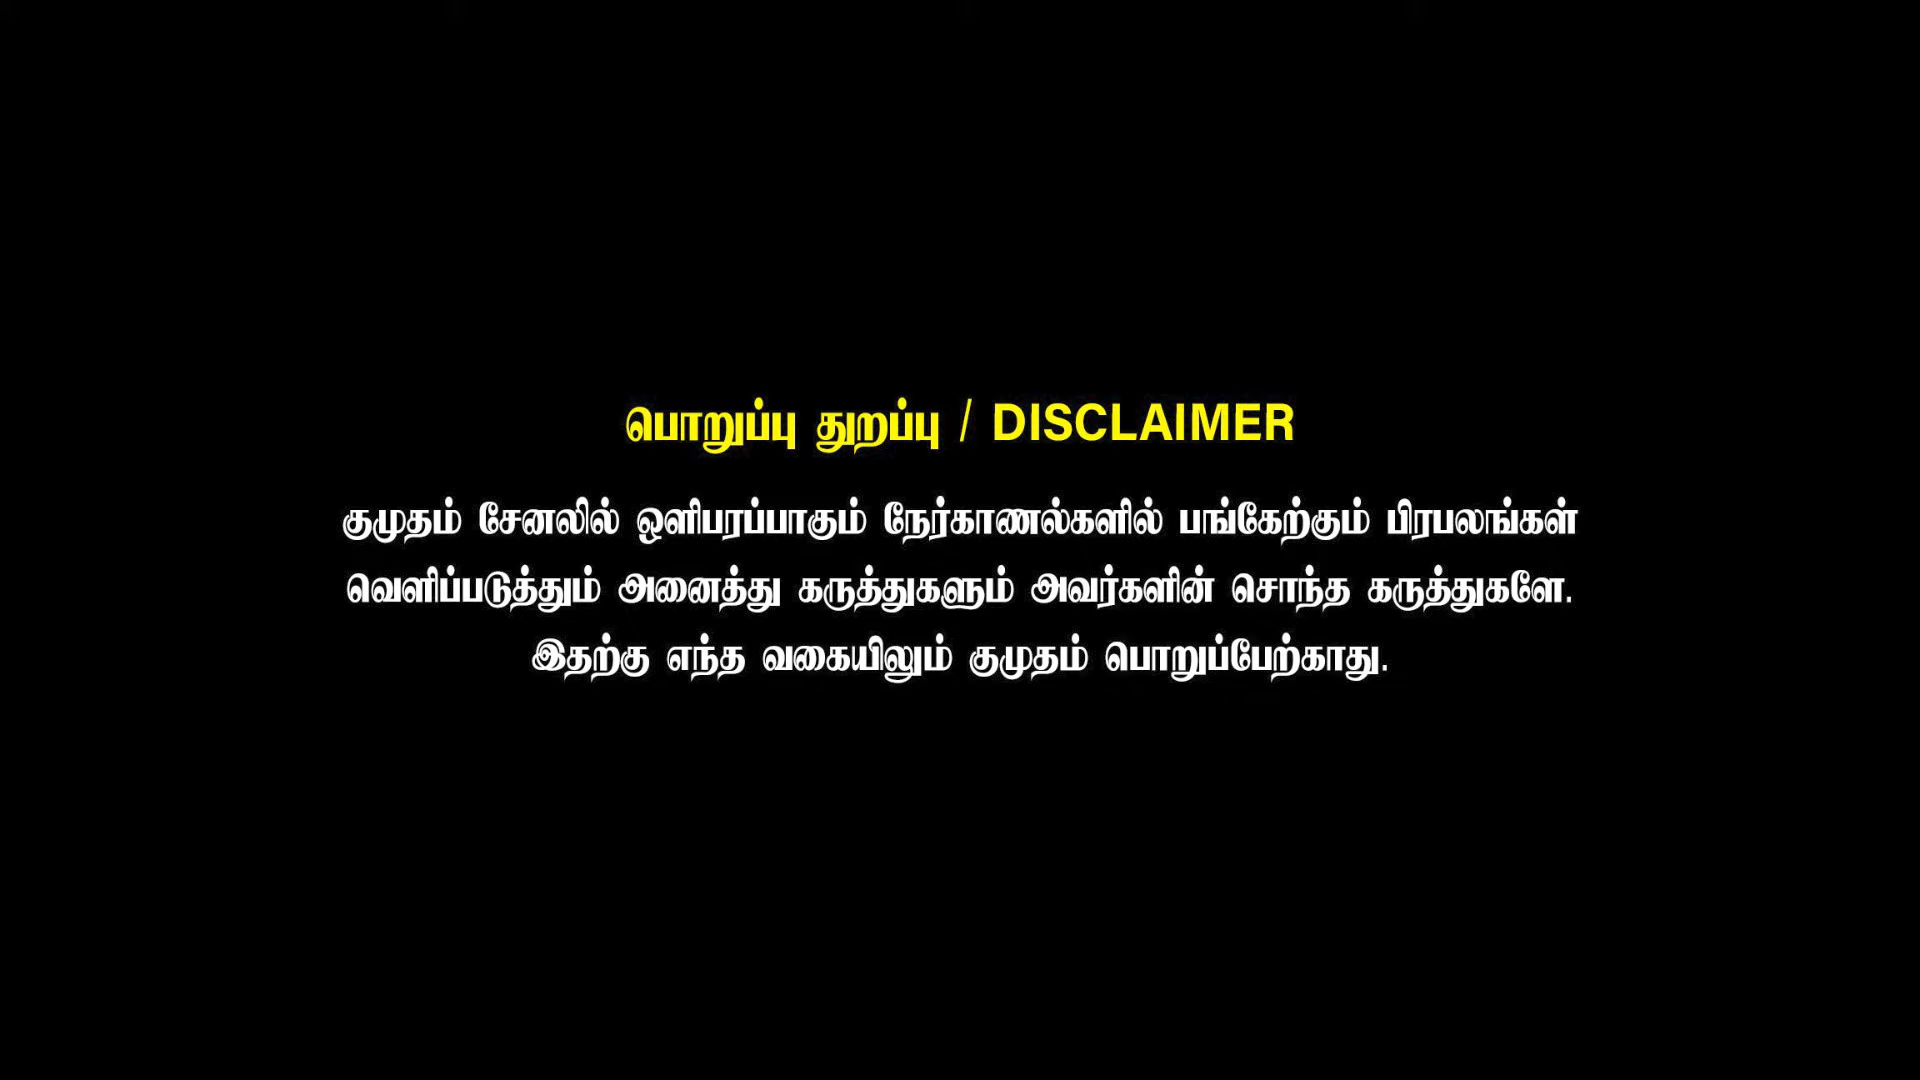 பொறுப்பு துறப்பு / DISCLAIMER
குமுதம் சேனலில் ஒளிபரப்பாகும் நேர்காணல்களில் பங்கேற்கும் பிரபலங்கள்
வெளிப்படுத்தும் அனைத்து கருத்துகளும் அவர்களின் சொந்த கருத்துகளே.
இதற்கு எந்த வகையிலும் குமுதம் பொறுப்பேற்காது.